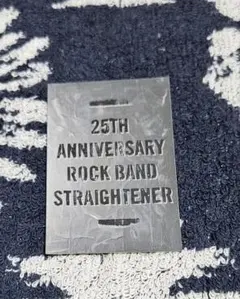 25TH
ANNIVERSARY
ROCK BAND
STRAIGHTENER